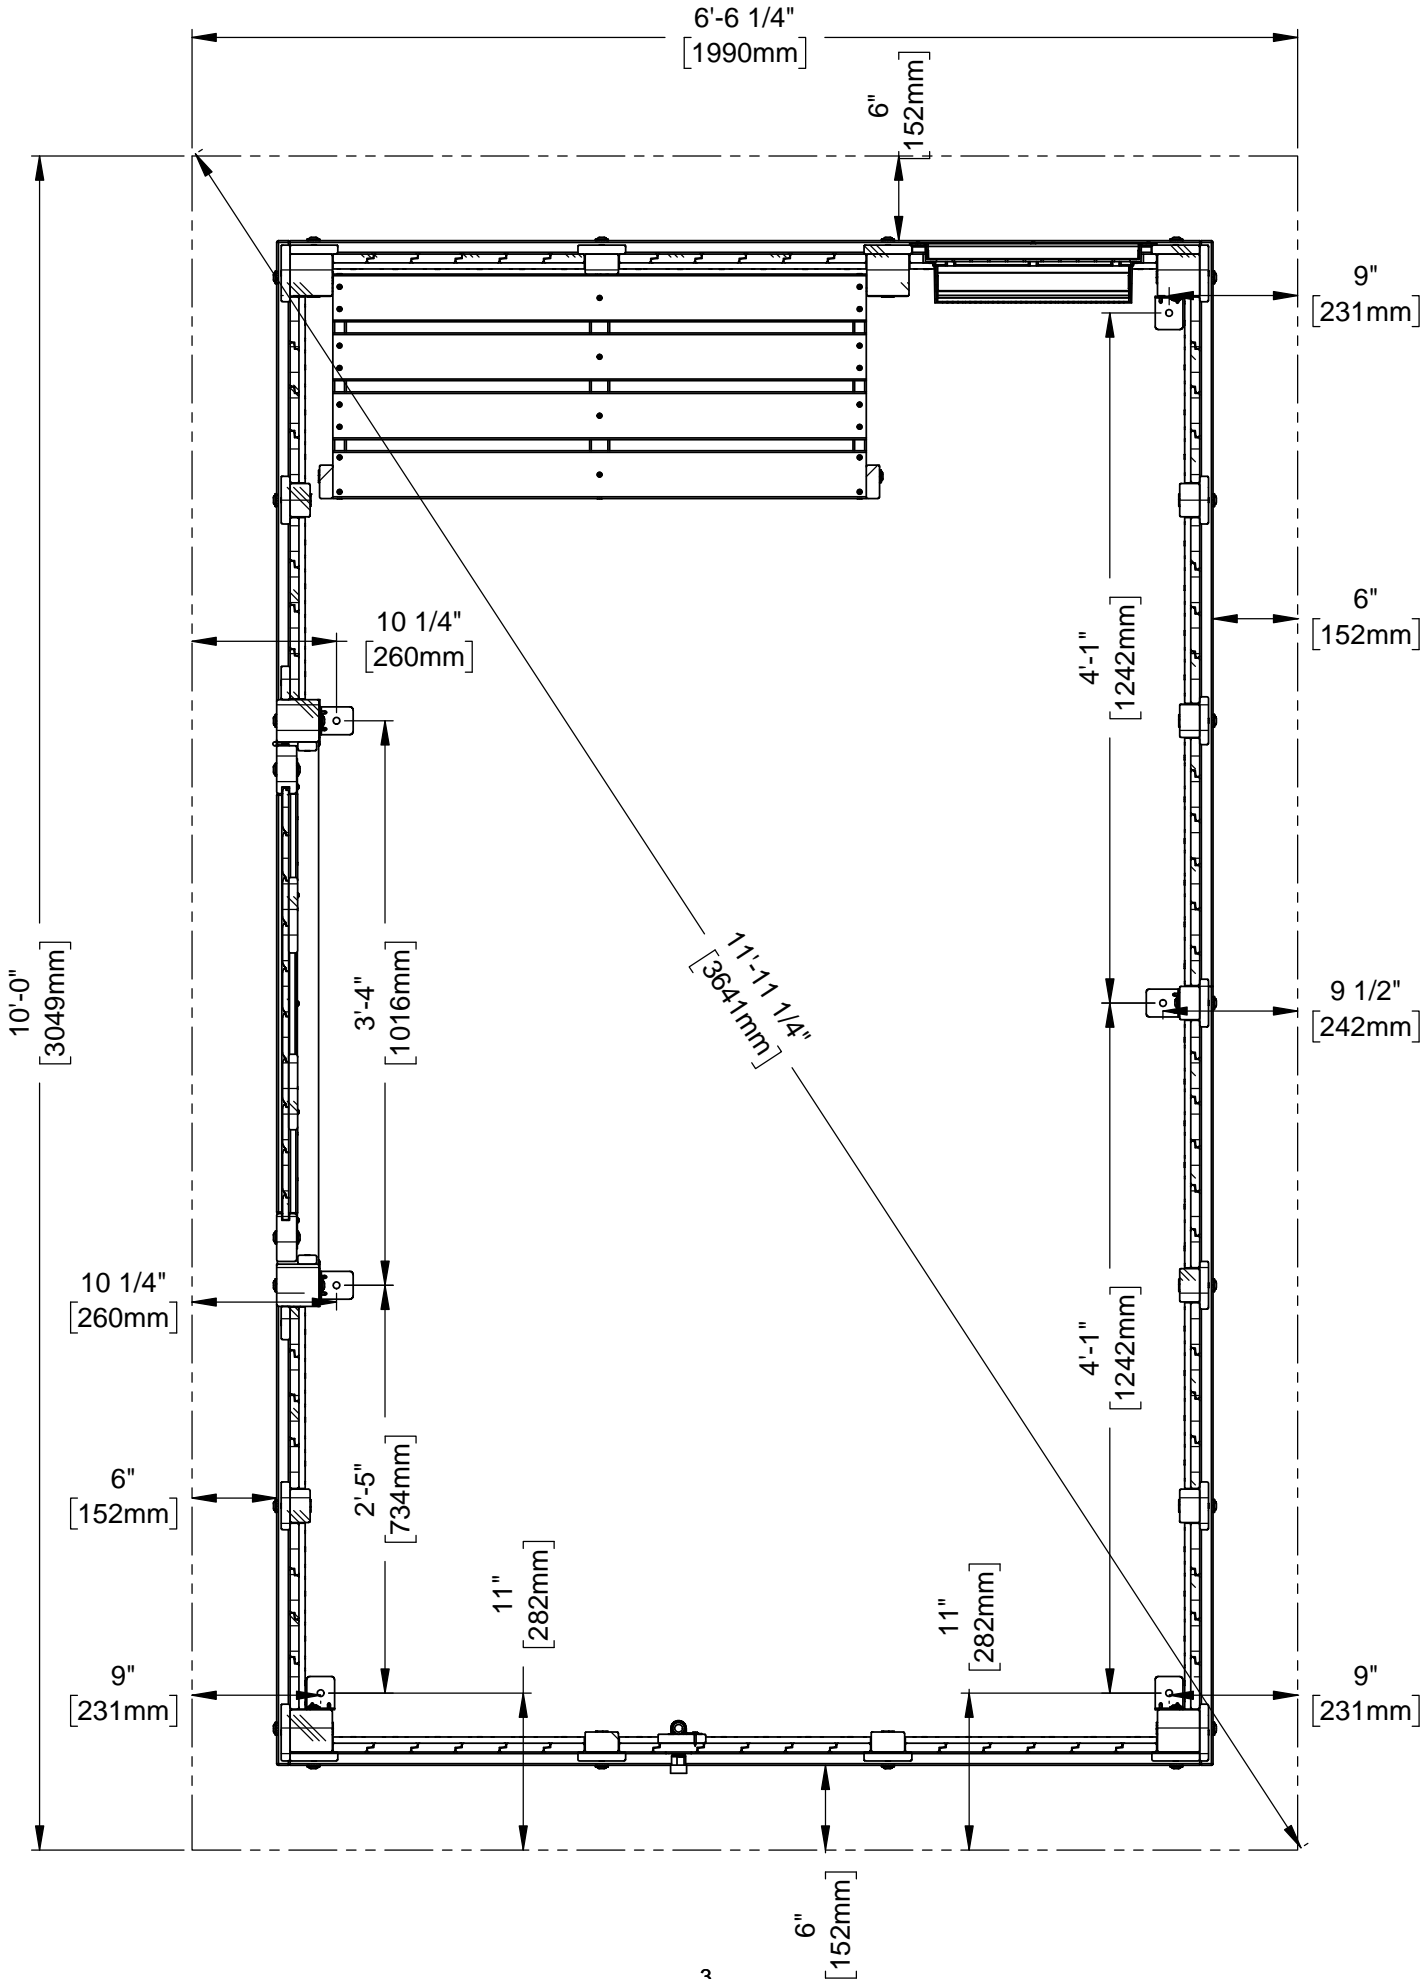 6'-6 1/4"
[1990mm]
6"
[152mm]
9"
[231mm]
6"
[152mm]
10 1/4"
[260mm]
4'-1"
[1242mm]
10'-0"
[3049mm]
3'-4"
[1016mm]
11'-11 1/4"
[3641mm]
9 1/2"
[242mm]
10 1/4"
[260mm]
4'-1"
[1242mm]
6"
[152mm]
2'-5"
[734mm]
11"
[282mm]
11"
[282mm]
9"
[231mm]
9"
[231mm]
6"
[152mm]
3